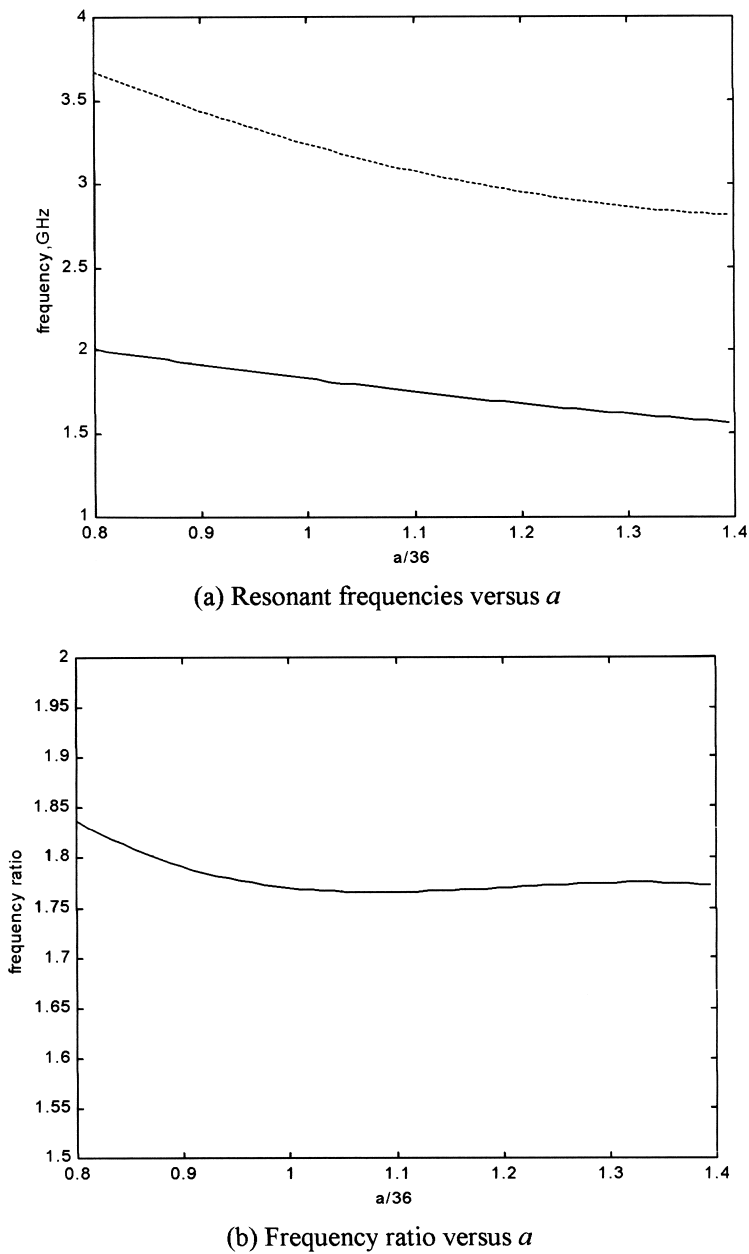 4
3.5
3
2.5
2
1.5
1
frequency,GHz
0.8 0.9 1 1.1 1.2 1.3 1.4
a/36
(a) Resonant frequencies versus a
2
1.95
1.9
1.85
1.8
1.75
1.7
1.65
1.6
1.55
1.5
frequency ratio
0.8 0.9 1 1.1 1.2 1.3 1.4
a/36
(b) Frequency ratio versus a